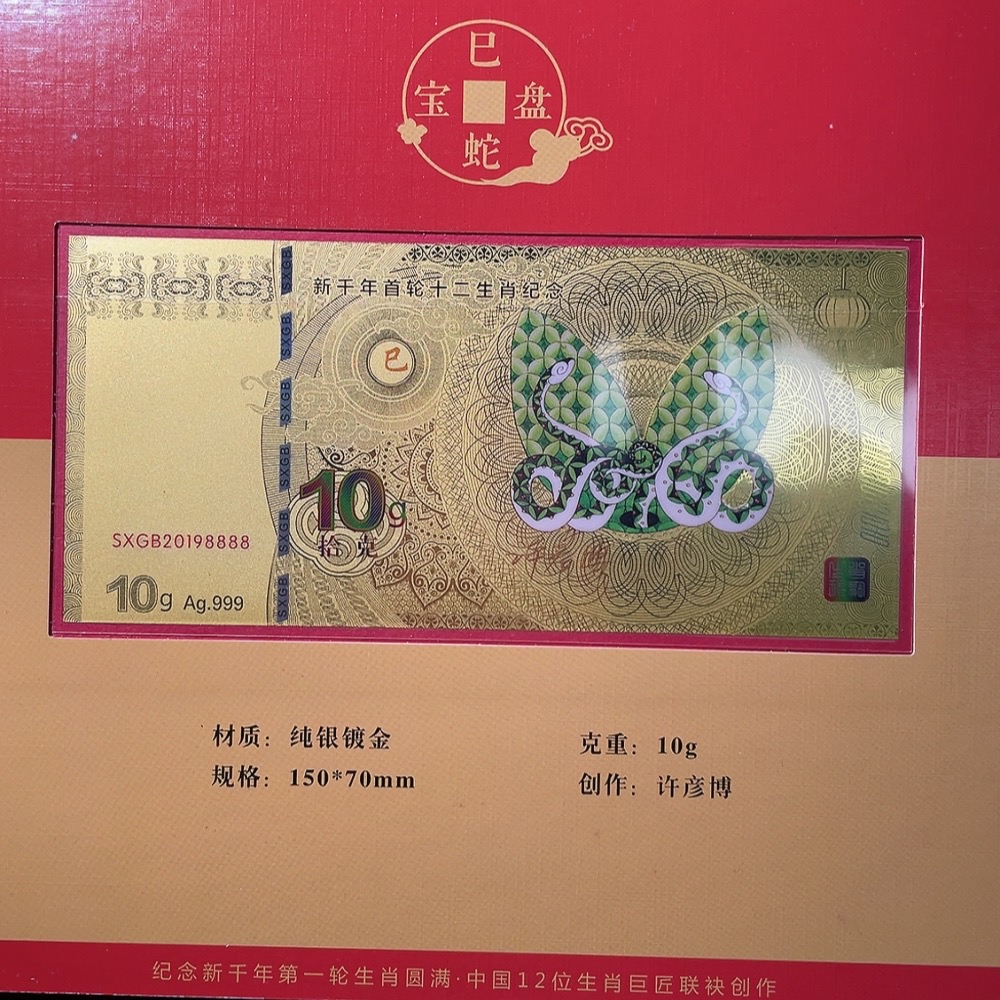 巳
宝 盘
蛇
新千年首轮十二生肖纪念
巳
10g
拾克
SXGB20198888
10g Ag.999
SXGB
SXGB
SXGB
SXGB
SXGB
SXGB
材质：纯银镀金
克重：10g
规格：150*70mm
创作：许彦博
纪念新千年第一轮生肖圆满·中国12位生肖巨匠联袂创作